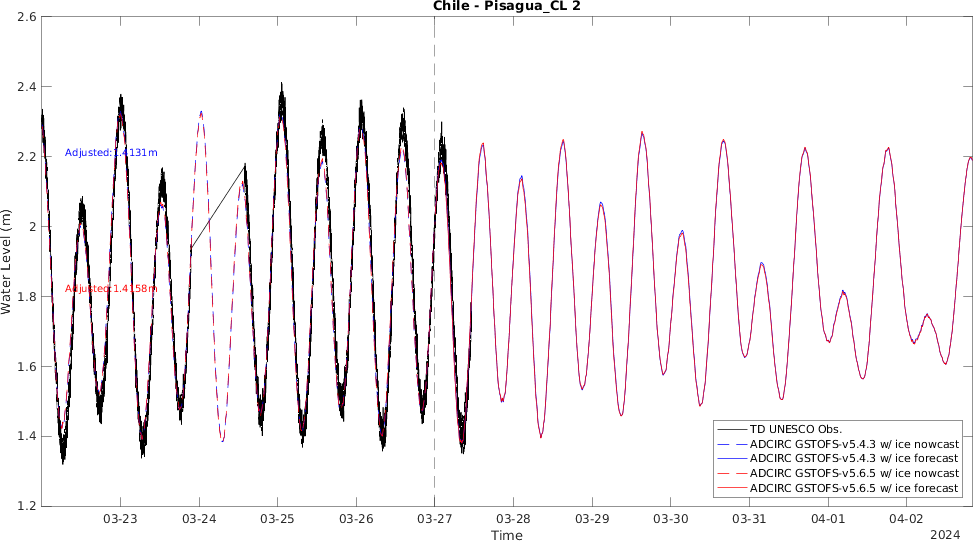 Chile - Pisagua_CL 2
2.6
2.4
2.2
2
1.8
1.6
1.4
1.2
Water Level (m)
Adjusted:1.4131m
Adjusted:1.4158m
TD UNESCO Obs.
ADCIRC GSTOFS-v5.4.3 w/ ice nowcast
ADCIRC GSTOFS-v5.4.3 w/ ice forecast
ADCIRC GSTOFS-v5.6.5 w/ ice nowcast
ADCIRC GSTOFS-v5.6.5 w/ ice forecast
03-23 03-24 03-25 03-26 03-27 03-28 03-29 03-30 03-31 04-01 04-02
Time
2024